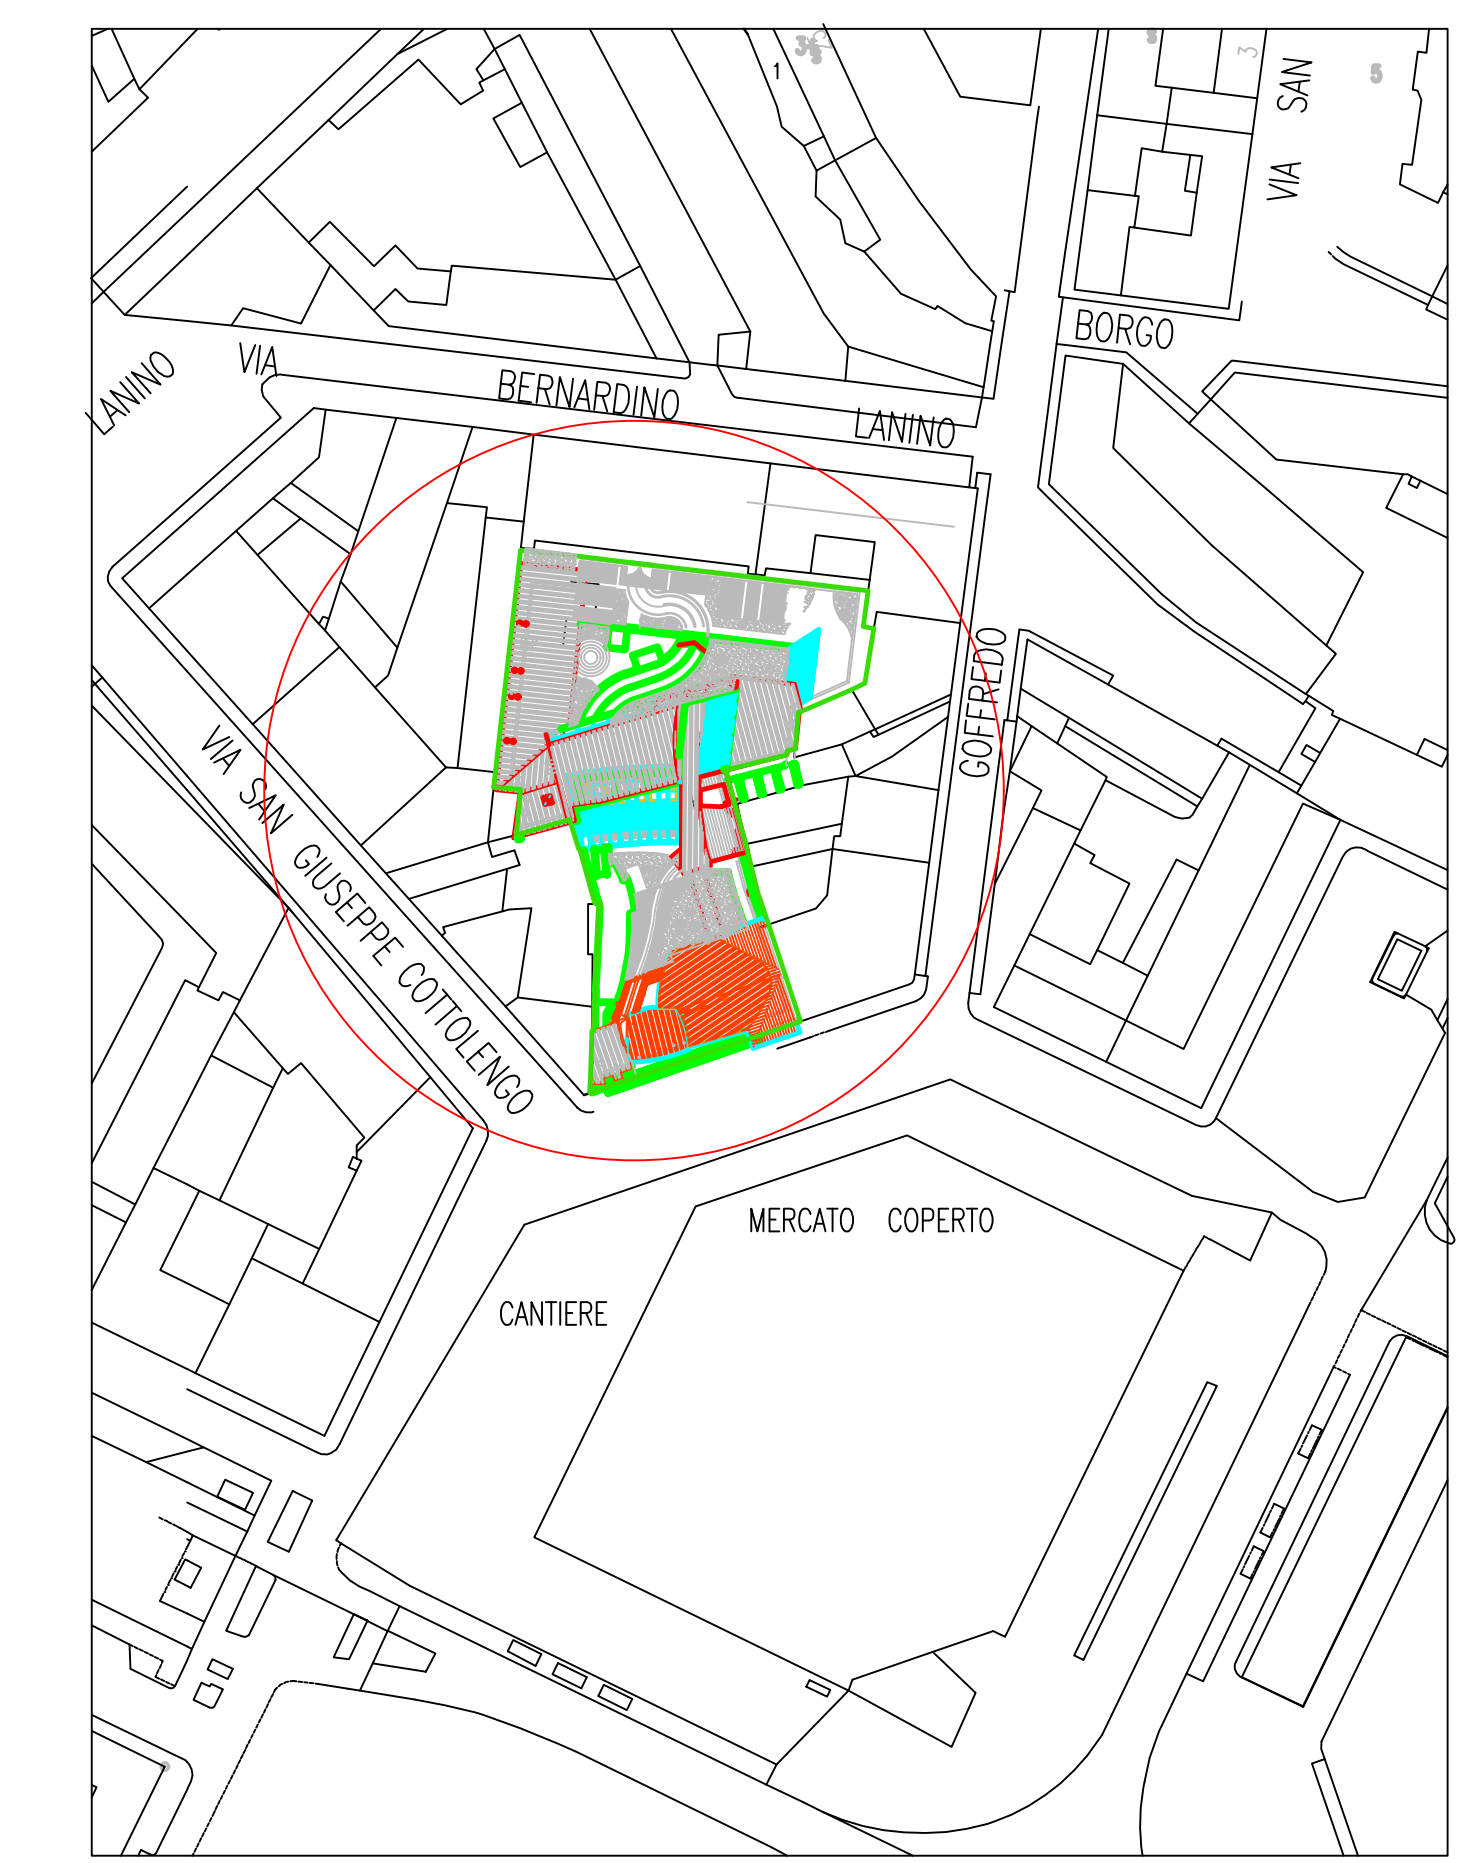 1
3
5
VIA SAN
BORGO
LANINO
VIA BERNARDINO LANINO
GOFFREDO
VIA SAN GIUSEPPE COTTOLENGO
MERCATO COPERTO
CANTIERE